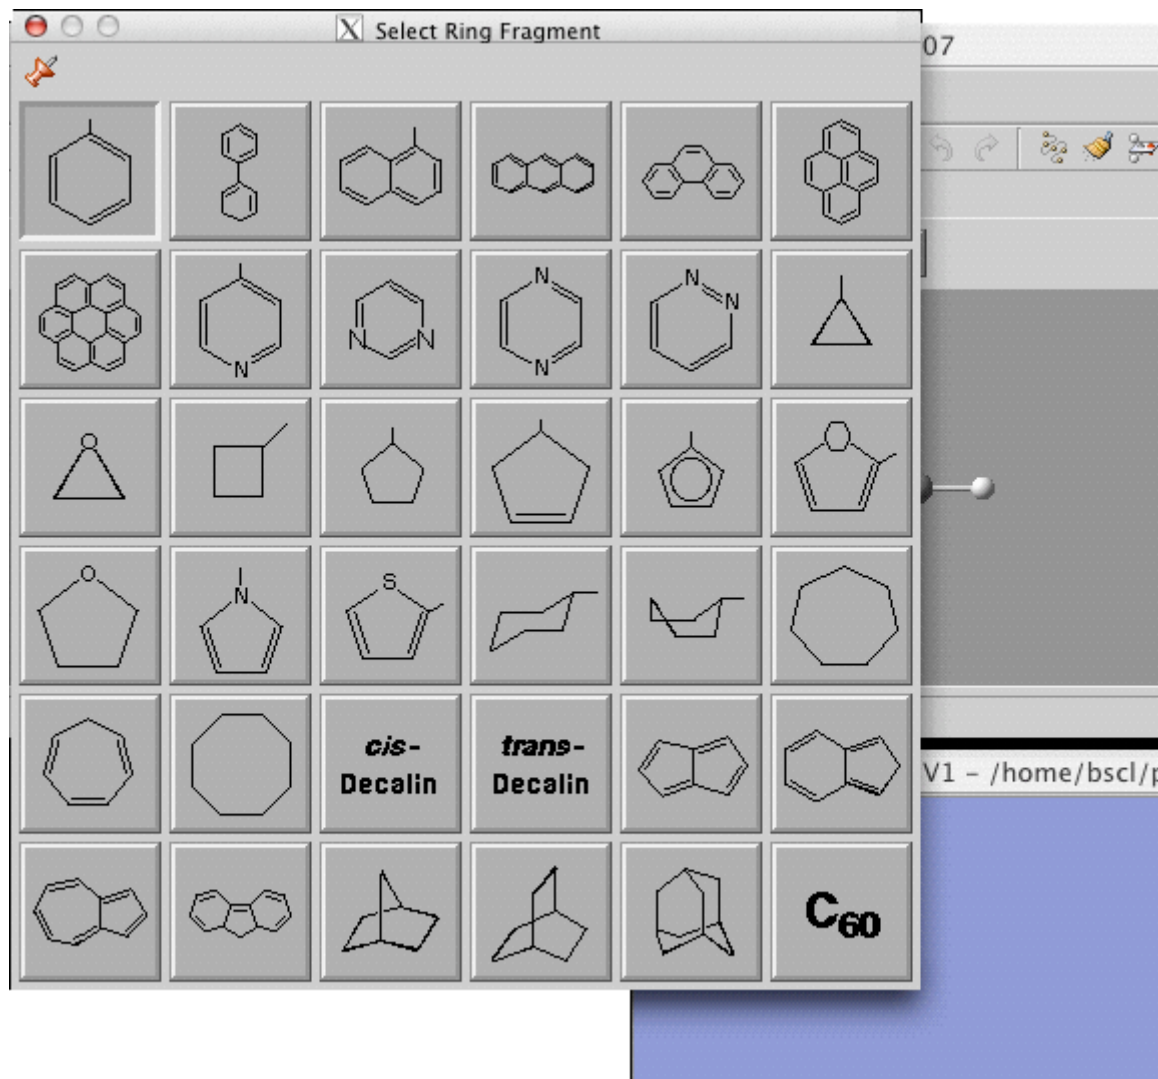 Select Ring Fragment
07
N
N
N
N
N
N
N
O
O
O
N
S
cis-
Decalin
trans-
Decalin
V1 – /home/bscl/p
C60